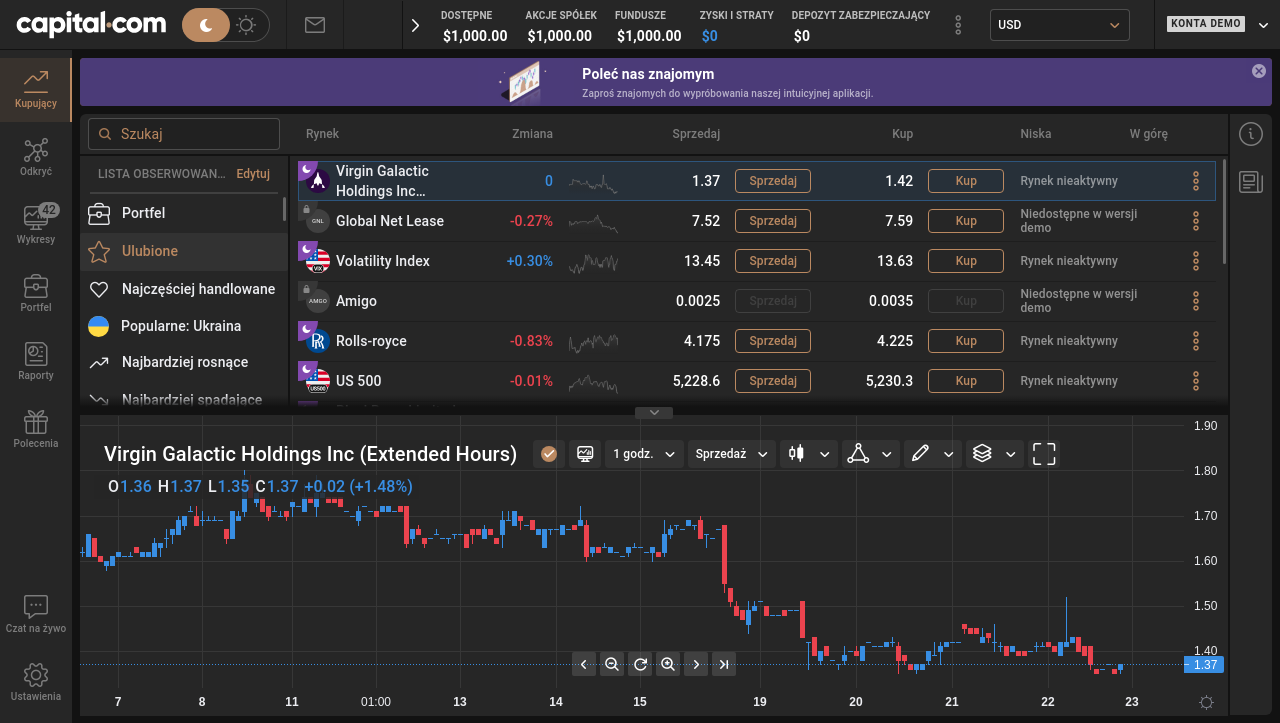 capital.com
DOSTĘPNE
$1,000.00
AKCJE SPÓŁEK
$1,000.00
FUNDUSZE
$1,000.00
ZYSKI I STRATY
$0
DEPOZYT ZABEZPIECZAJĄCY
$0
USD
KONTA DEMO
Kupujący
Odkryć
42
Wykresy
Portfel
Raporty
Polecenia
Czat na żywo
Ustawienia
Poleć nas znajomym
Zaproś znajomych do wypróbowania naszej intuicyjnej aplikacji.
Szukaj
LISTA OBSERWOWAN... Edytuj
Portfel
Ulubione
Najczęściej handlowane
Popularne: Ukraina
Najbardziej rosnące
Najbardziej spadające
Rynek Zmiana Sprzedaj Kup Niska W górę
Virgin Galactic
Holdings Inc... 0 1.37 Sprzedaj 1.42 Kup Rynek nieaktywny
GNL Global Net Lease -0.27% 7.52 Sprzedaj 7.59 Kup Niedostępne w wersji
demo
VIX Volatility Index +0.30% 13.45 Sprzedaj 13.63 Kup Rynek nieaktywny
AMGO Amigo 0.0025 Sprzedaj 0.0035 Kup Niedostępne w wersji
demo
Rolls-royce -0.83% 4.175 Sprzedaj 4.225 Kup Rynek nieaktywny
US500 US 500 -0.01% 5,228.6 Sprzedaj 5,230.3 Kup Rynek nieaktywny
Virgin Galactic Holdings Inc (Extended Hours)
1 godz.
Sprzedaż
O1.36 H1.37 L1.35 C1.37 +0.02 (+1.48%)
1.90
1.80
1.70
1.60
1.50
1.40
1.37
7 8 11 01:00 13 14 15 19 20 21 22 23